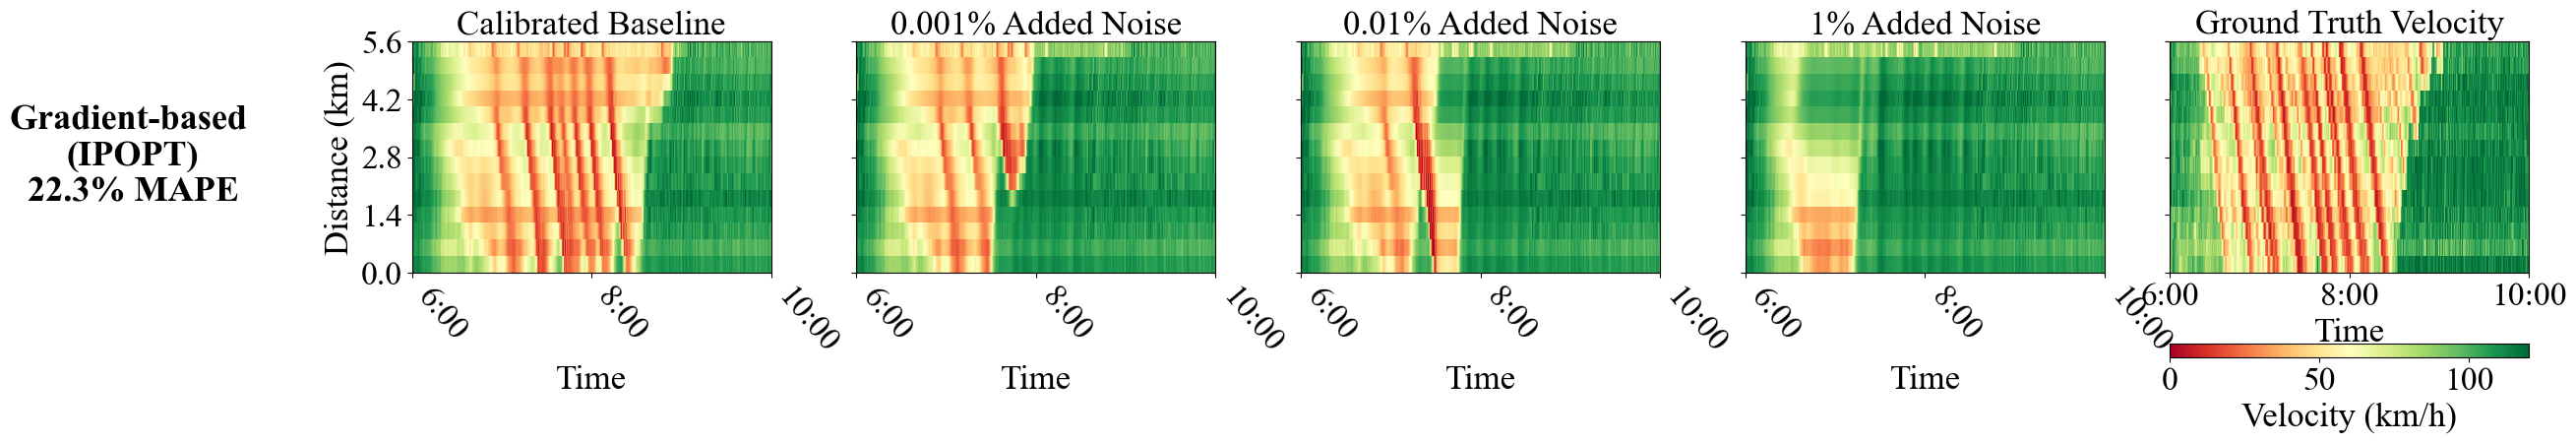 Calibrated Baseline
0.001% Added Noise
0.01% Added Noise
1% Added Noise
Ground Truth Velocity
Gradient-based
(IPOPT)
22.3% MAPE
Distance (km)
5.6
4.2
2.8
1.4
0.0
6:00
8:00
10:00
Time
6:00
8:00
10:00
Time
6:00
8:00
10:00
Time
6:00
8:00
10:00
Time
6:00
8:00
10:00
Time
0
50
100
Velocity (km/h)